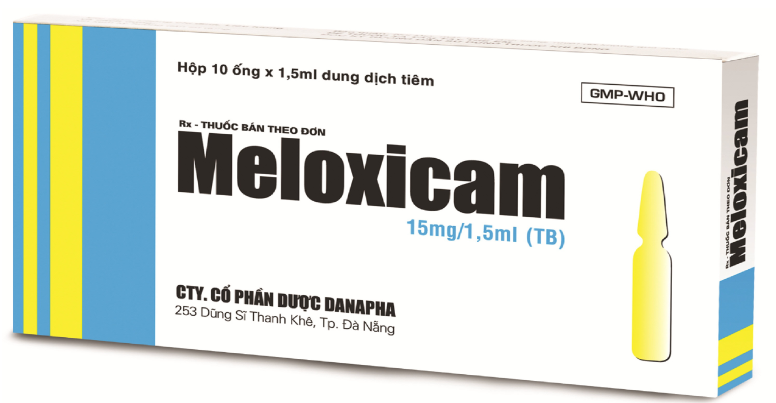 Hộp 10 ống x 1,5ml dung dịch tiêm
GMP-WHO
Rx - THUỐC BÁN THEO ĐƠN
Meloxicam
15mg/1,5ml (TB)
CTY. CỔ PHẦN DƯỢC DANAPHA
253 Dũng Sĩ Thanh Khê, Tp. Đà Nẵng
Rx - THUỐC BÁN THEO ĐƠN
Meloxicam